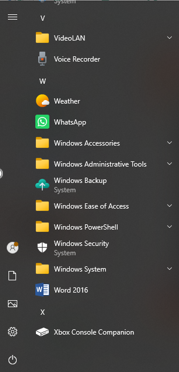 System
V
VideoLAN
Voice Recorder
W
Weather
WhatsApp
Windows Accessories
Windows Administrative Tools
Windows Backup
System
Windows Ease of Access
Windows PowerShell
Windows Security
System
Windows System
Word 2016
X
Xbox Console Companion